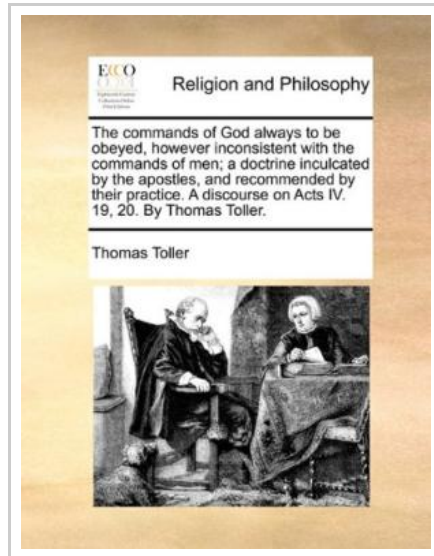 ECCO
Religion and Philosophy
The commands of God always to be
obeyed, however inconsistent with the
commands of men; a doctrine inculcated
by the apostles, and recommended by
their practice. A discourse on Acts IV.
19, 20. By Thomas Toller.
Thomas Toller